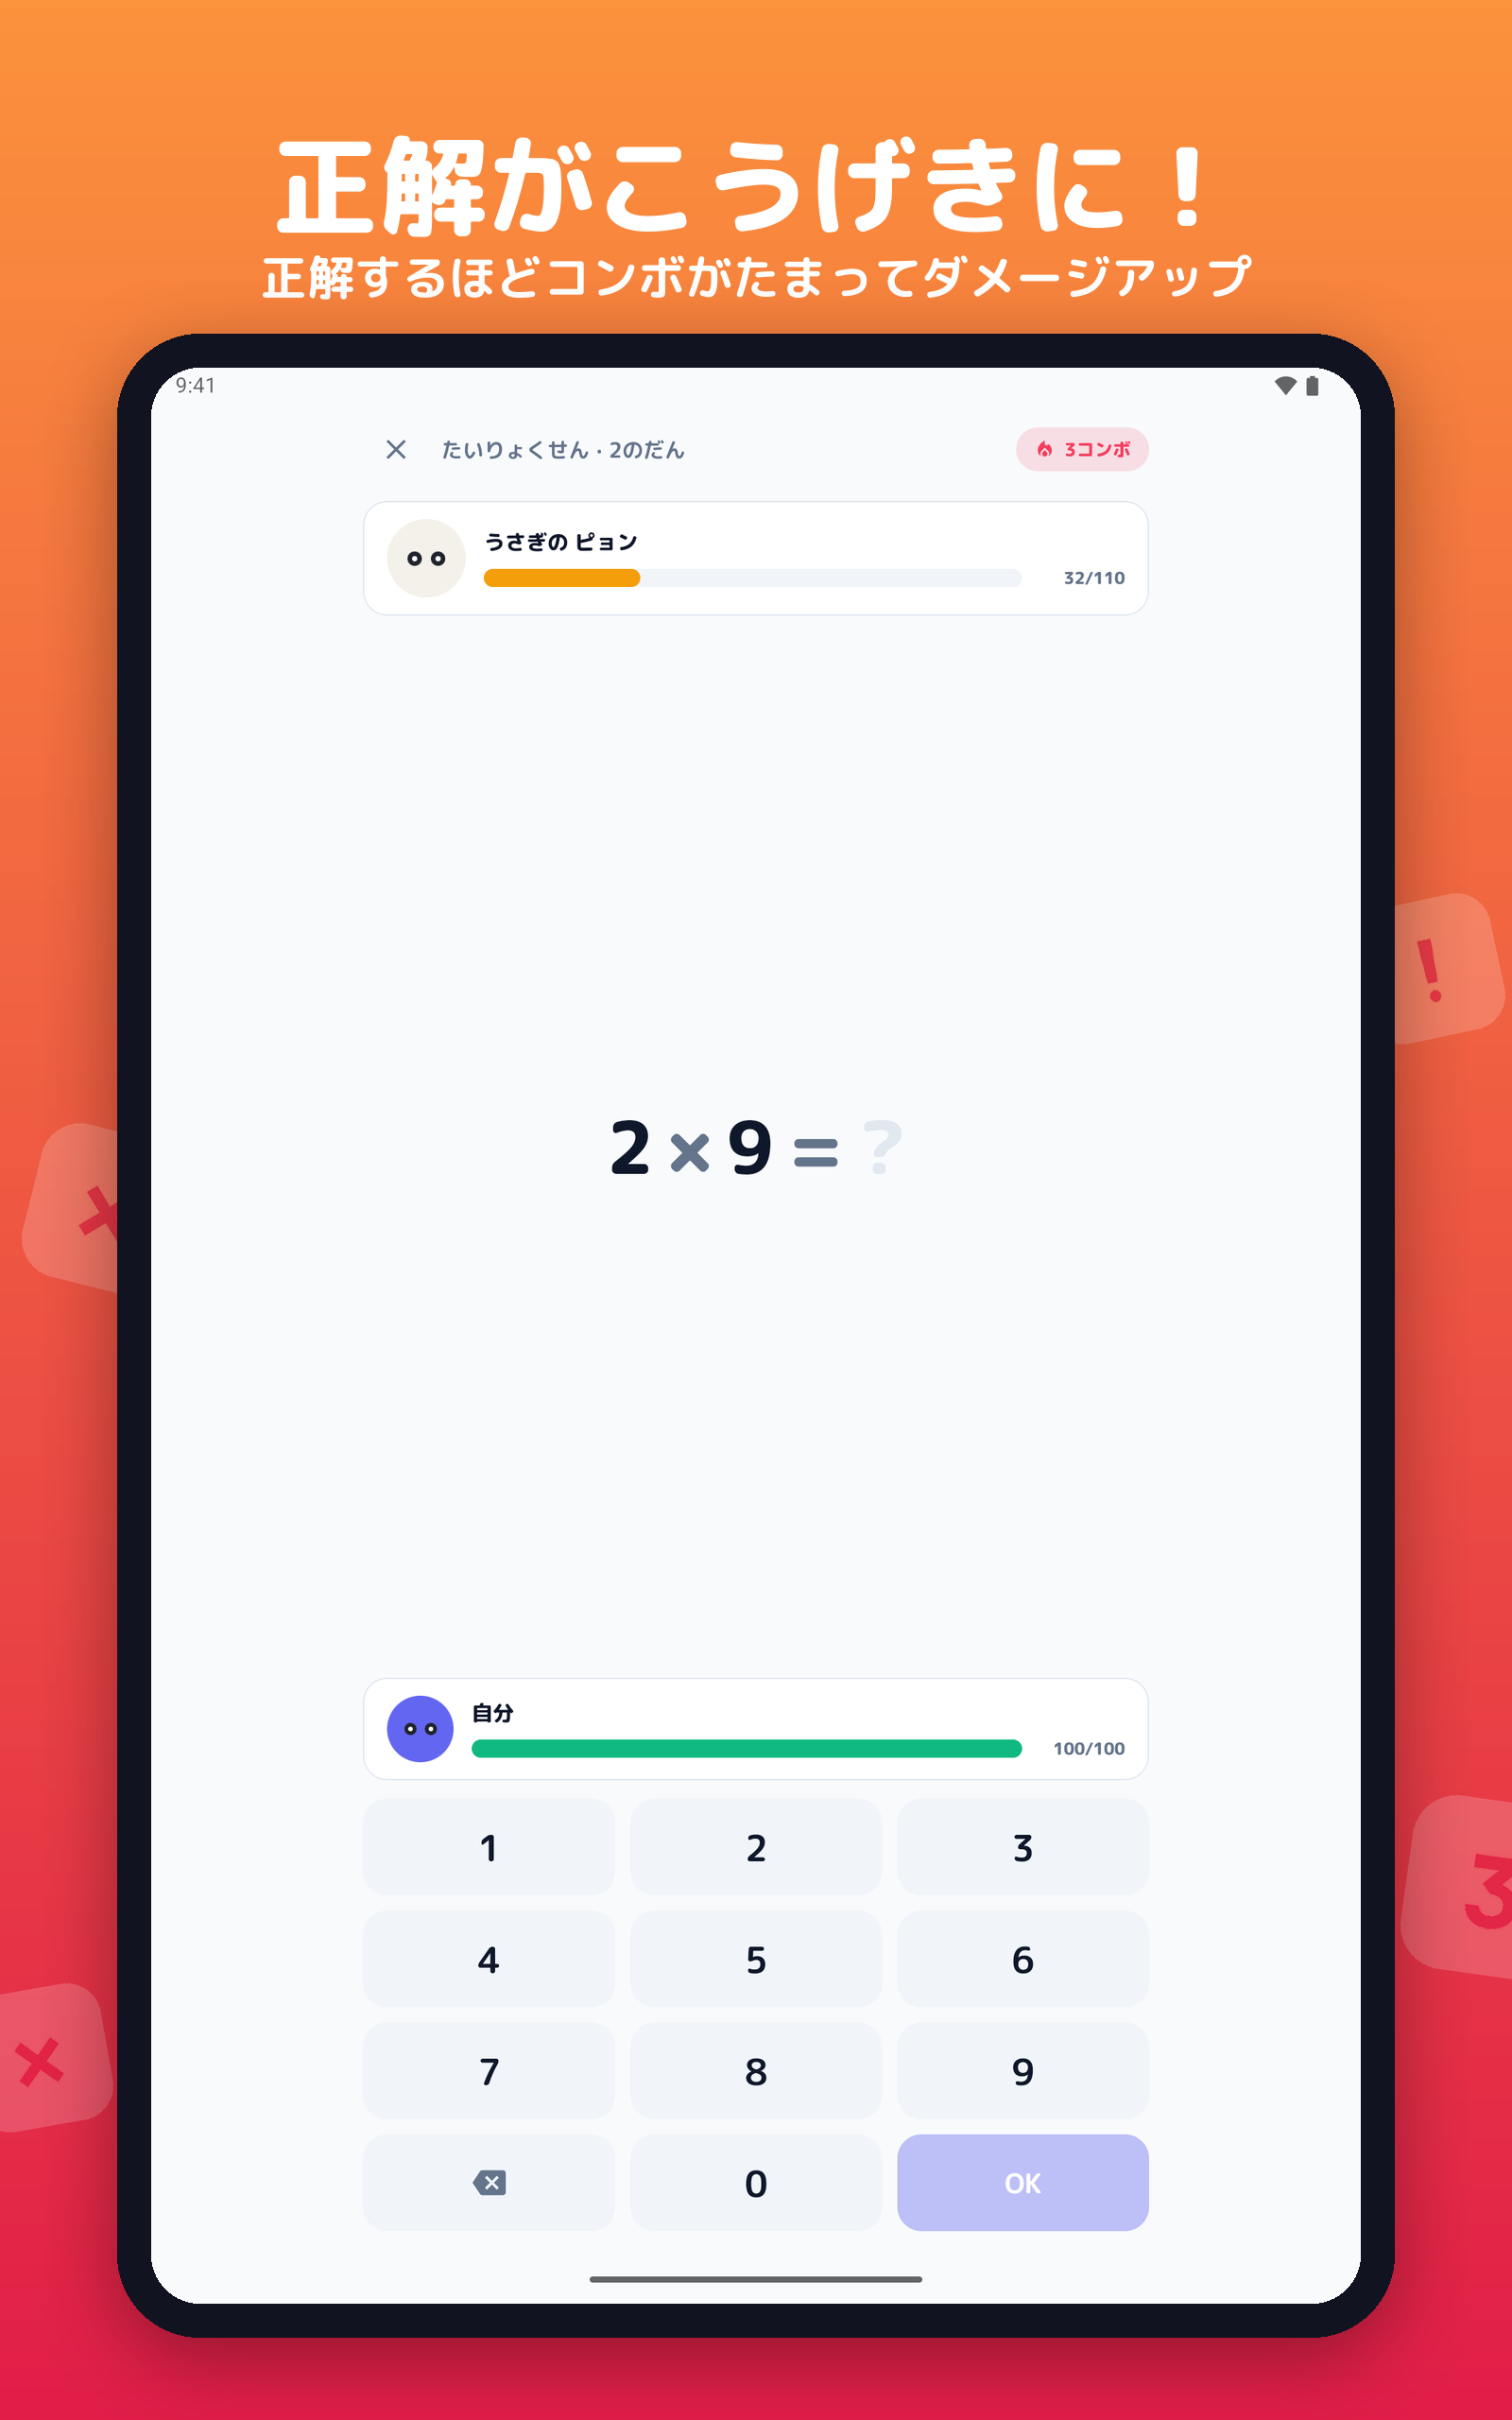 正解がこうげきに！
正解するほどコンボがたまってダメージアップ
9:41
たいりょくせん · 2のだん
3コンボ
うさぎの ピョン
32/110
!
2 × 9 = ?
×
自分
100/100
1 2 3
3
4 5 6
7 8 9
×
0 OK